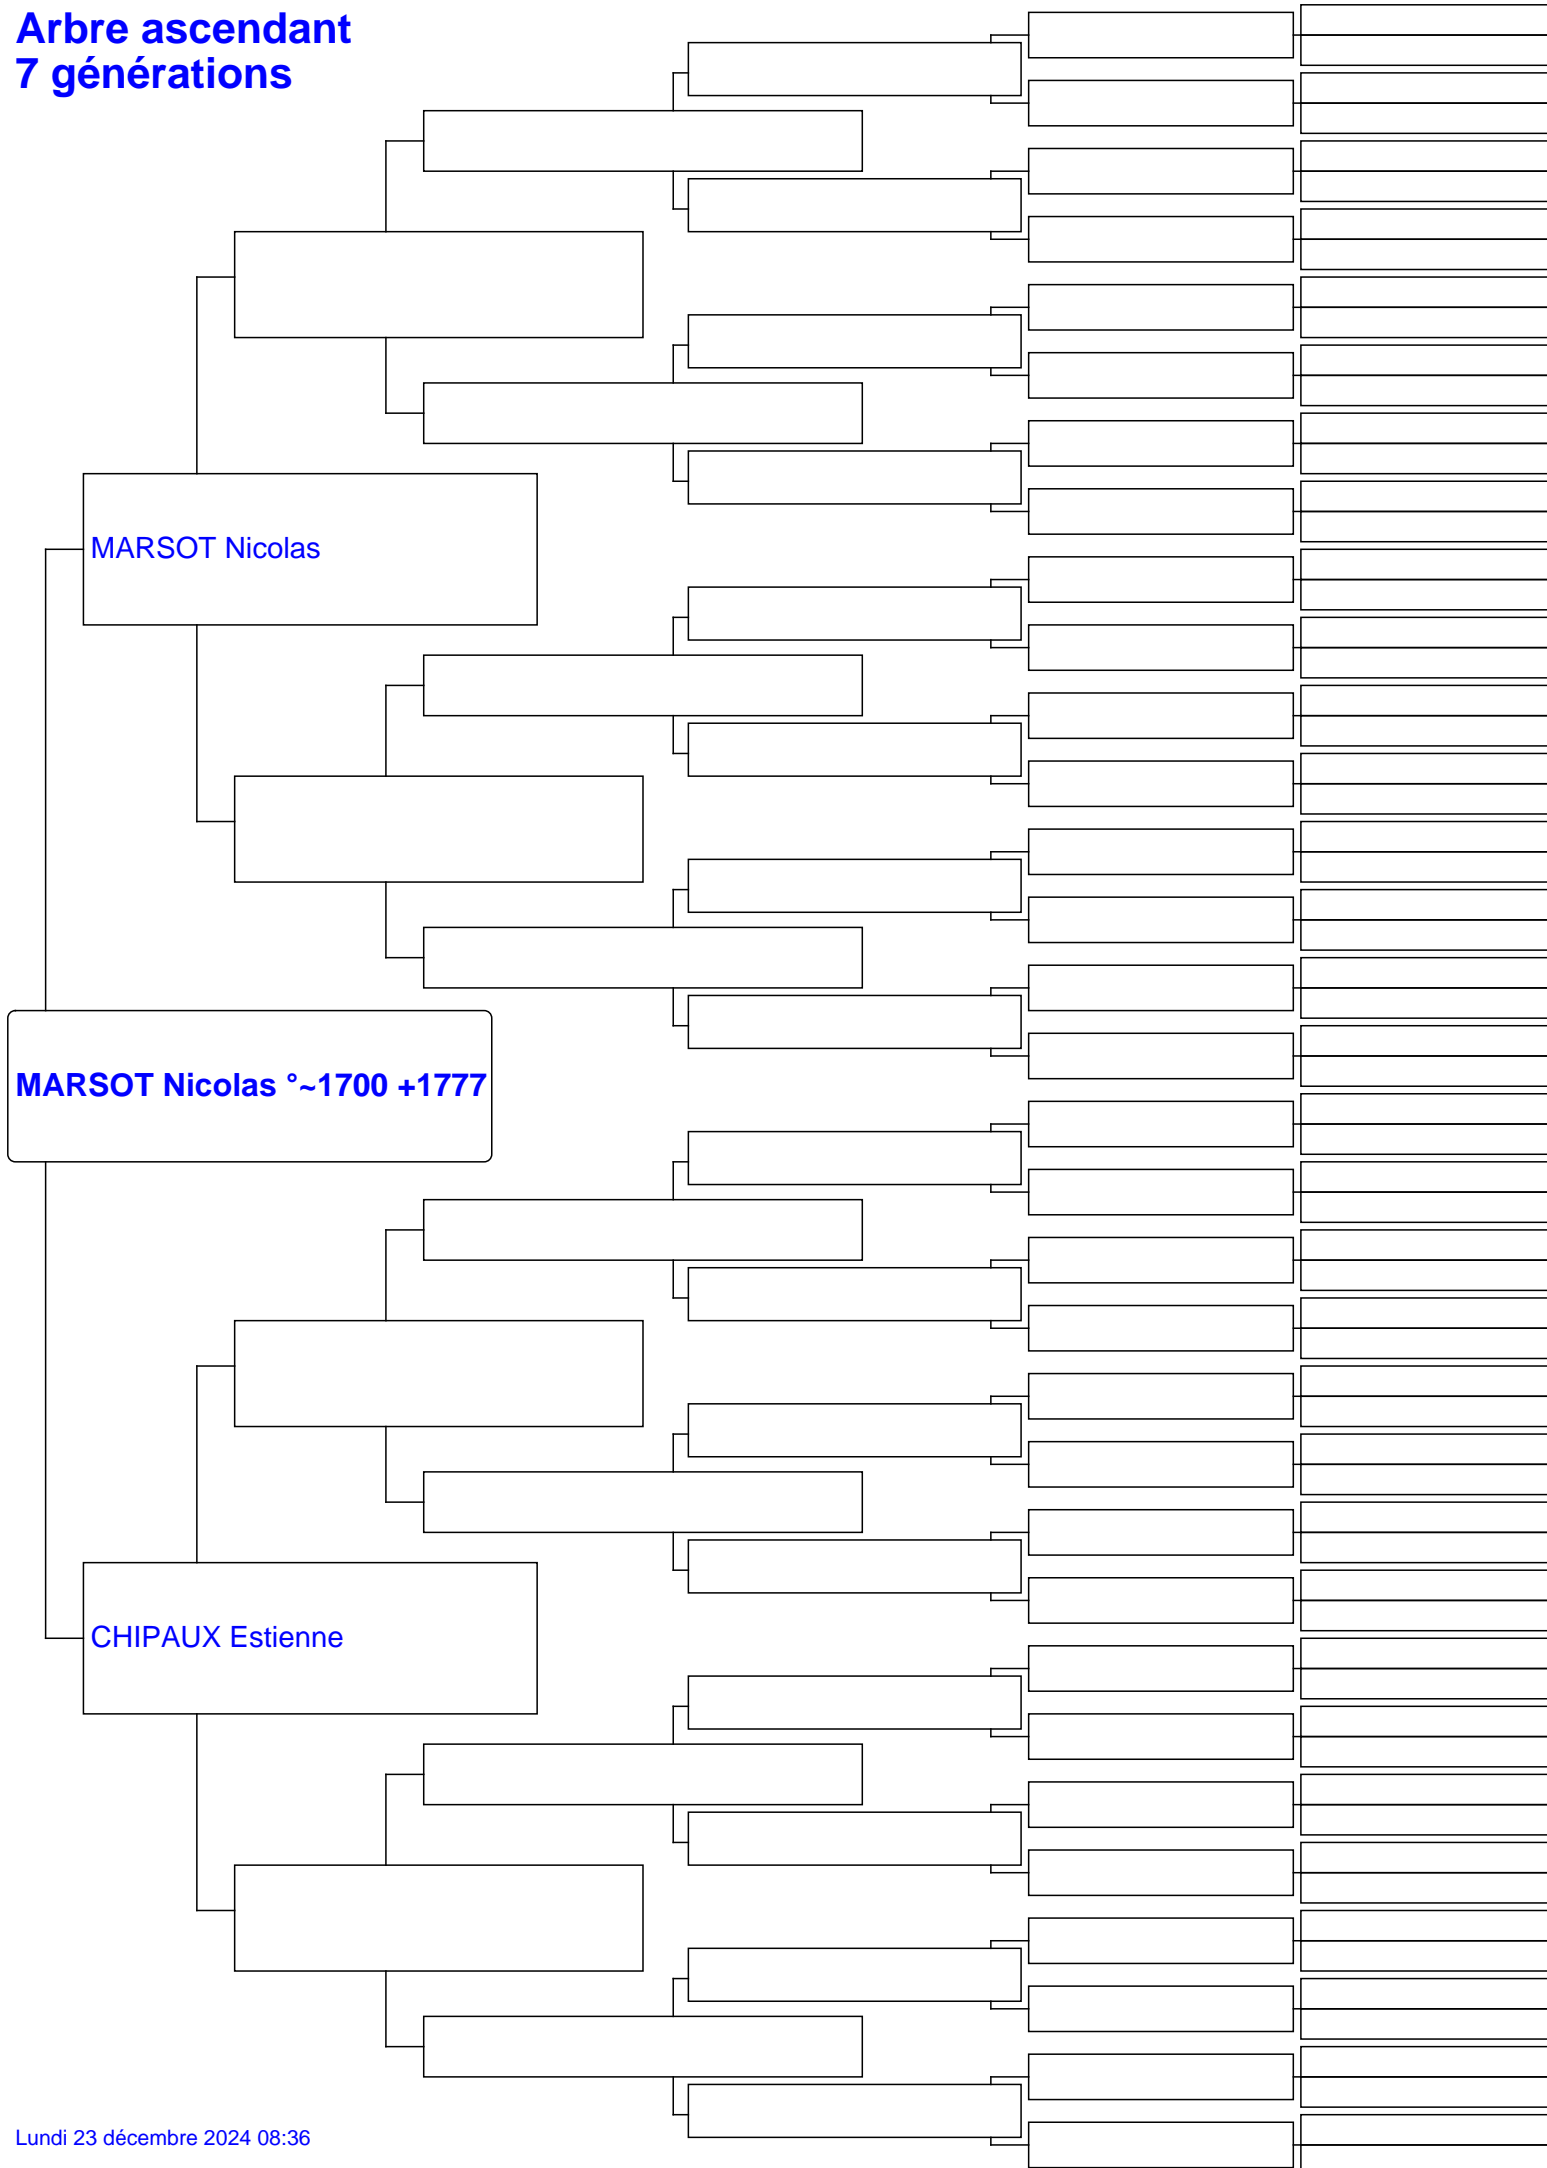 Arbre ascendant
7 générations
MARSOT Nicolas
MARSOT Nicolas °~1700 +1777
CHIPAUX Estienne
Lundi 23 décembre 2024 08:36